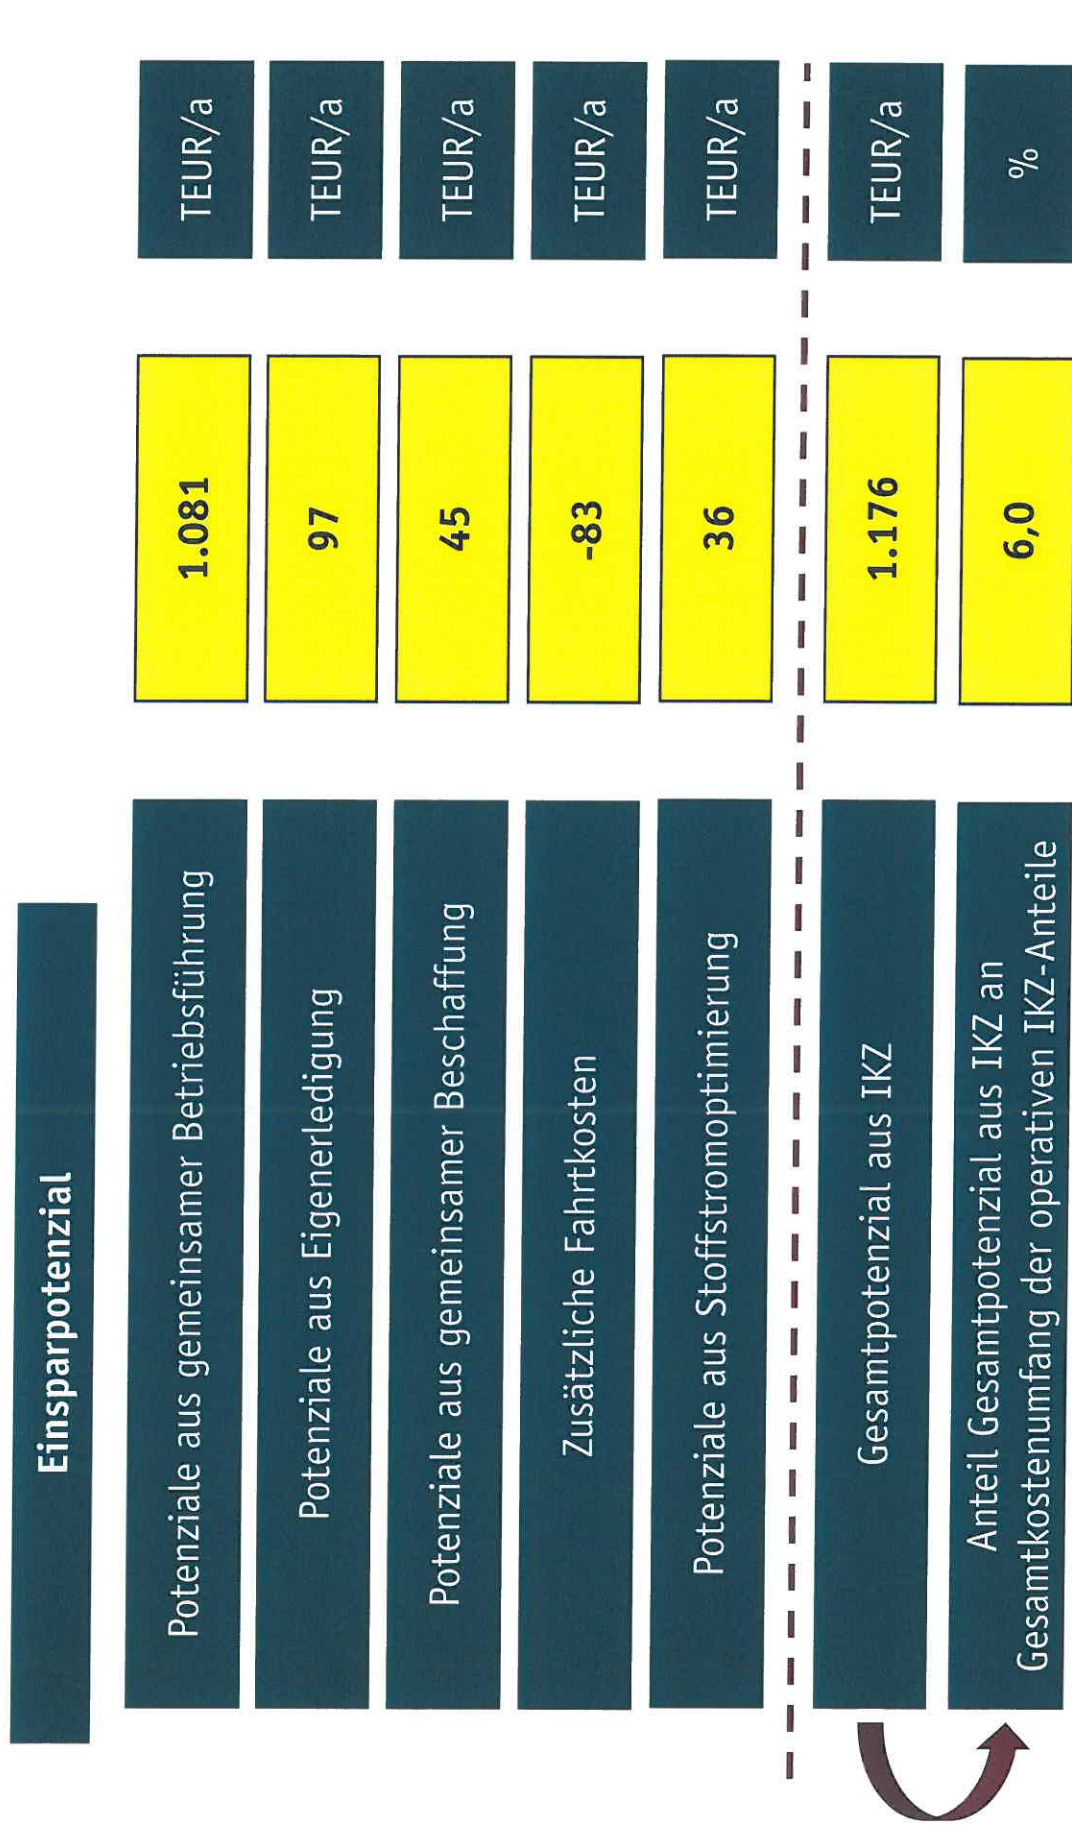 Einsparpotenzial
Potenziale aus gemeinsamer Betriebsführung 1.081 TEUR/a
Potenziale aus Eigenerledigung 97 TEUR/a
Potenziale aus gemeinsamer Beschaffung 45 TEUR/a
Zusätzliche Fahrtkosten -83 TEUR/a
Potenziale aus Stoffstromoptimierung 36 TEUR/a
Gesamtpotenzial aus IKZ 1.176 TEUR/a
Anteil Gesamtpotenzial aus IKZ an
Gesamtkostenumfang der operativen IKZ-Anteile 6,0 %